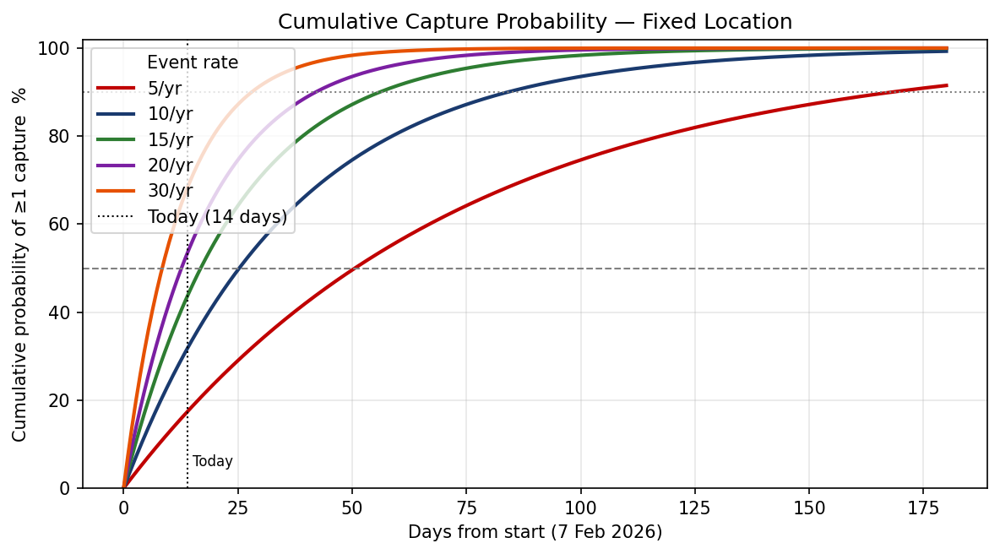 Cumulative Capture Probability — Fixed Location
Cumulative probability of ≥1 capture  %
100
80
60
40
20
0
Event rate
5/yr
10/yr
15/yr
20/yr
30/yr
Today (14 days)
Today
0
25
50
75
100
125
150
175
Days from start (7 Feb 2026)